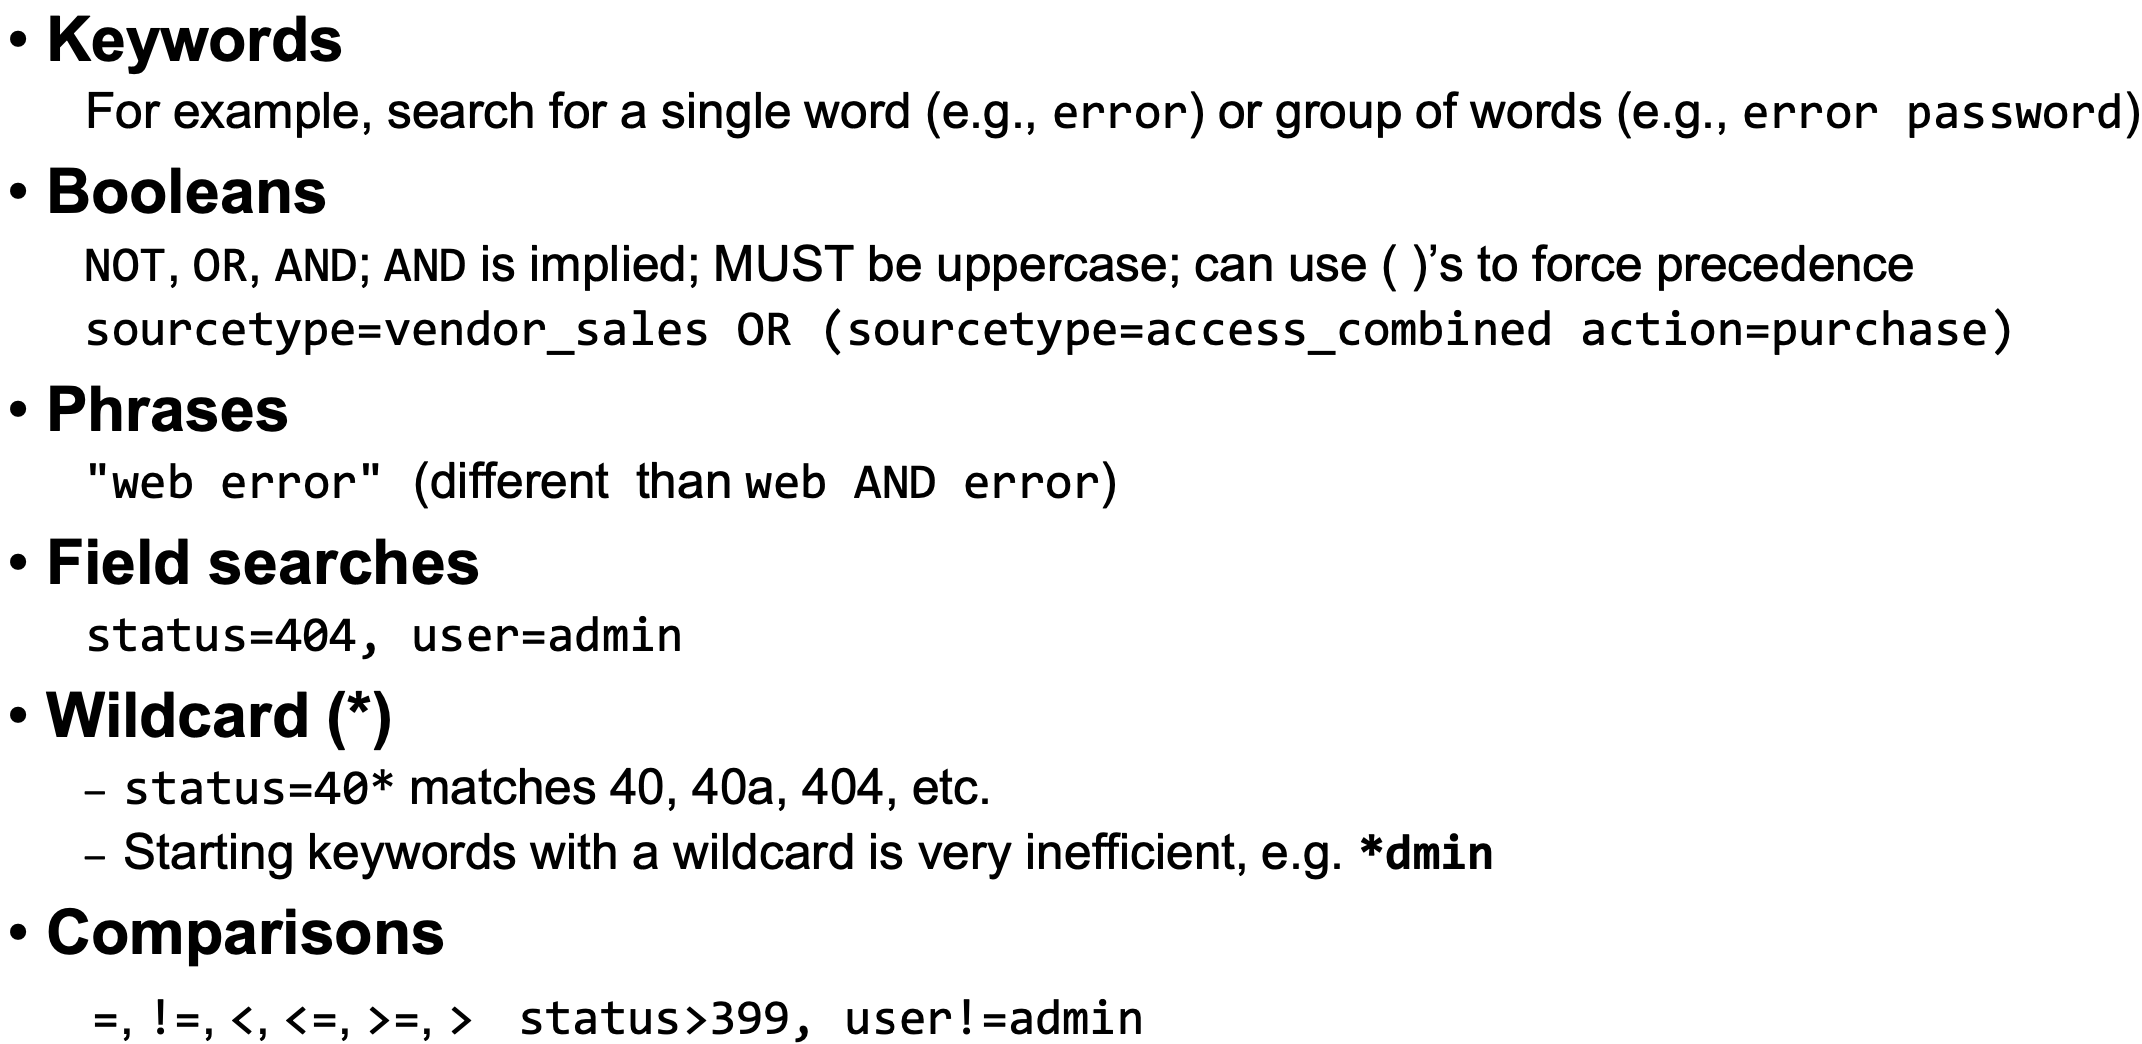 • Keywords
For example, search for a single word (e.g., error) or group of words (e.g., error password)
• Booleans
NOT, OR, AND; AND is implied; MUST be uppercase; can use ( )’s to force precedence
sourcetype=vendor_sales OR (sourcetype=access_combined action=purchase)
• Phrases
"web error" (different than web AND error)
• Field searches
status=404, user=admin
• Wildcard (*)
– status=40* matches 40, 40a, 404, etc.
– Starting keywords with a wildcard is very inefficient, e.g. *dmin
• Comparisons
=, !=, <, <=, >=, > status>399, user!=admin